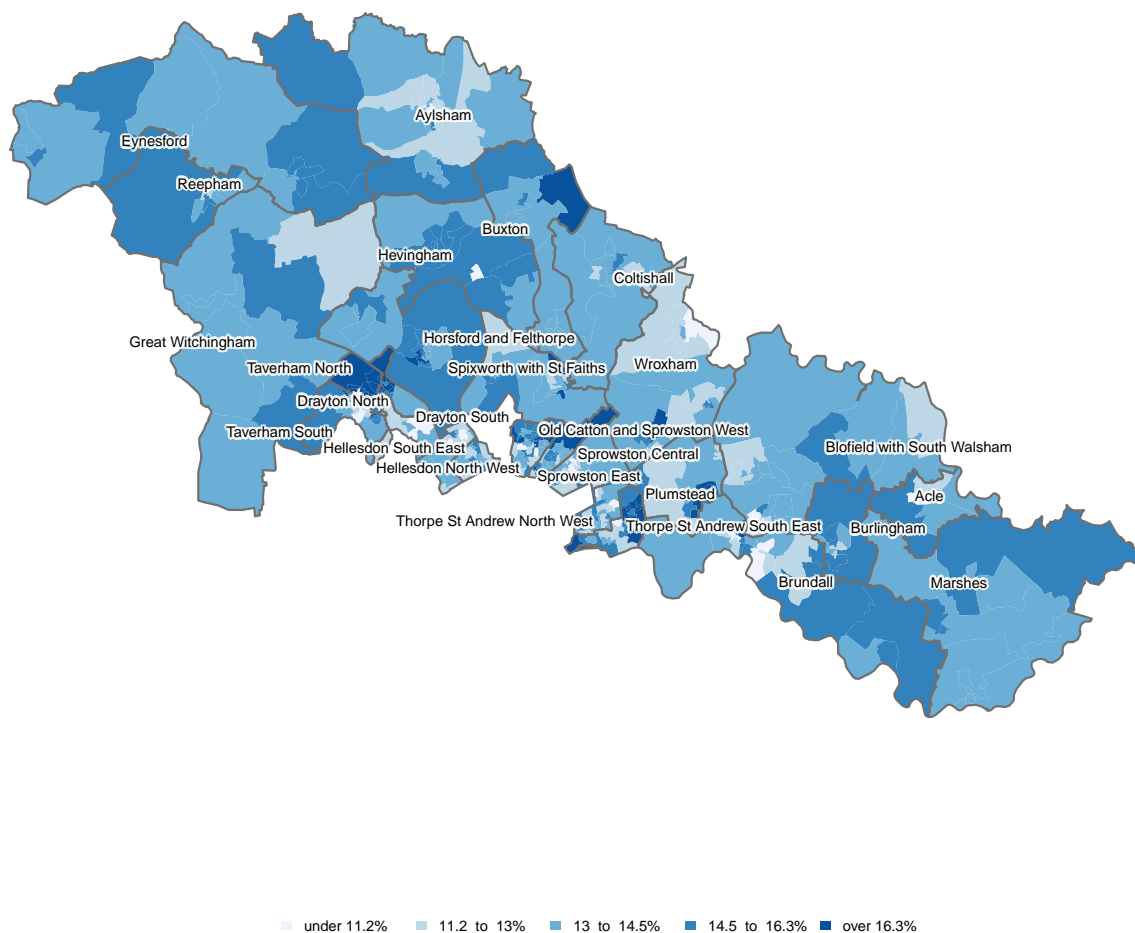 Aylsham
Eynesford
Reepham
Buxton
Hevingham
Coltishall
Great Witchingham
Horsford and Felthorpe
Taverham North
Spixworth with St Faiths
Wroxham
Drayton North
Drayton South
Taverham South
Old Catton and Sprowston West
Hellesdon South East
Blofield with South Walsham
Sprowston Central
Hellesdon North West
Sprowston East
Plumstead
Acle
Thorpe St Andrew North West
Thorpe St Andrew South East
Burlingham
Brundall
Marshes
under 11.2% 11.2 to 13% 13 to 14.5% 14.5 to 16.3% over 16.3%